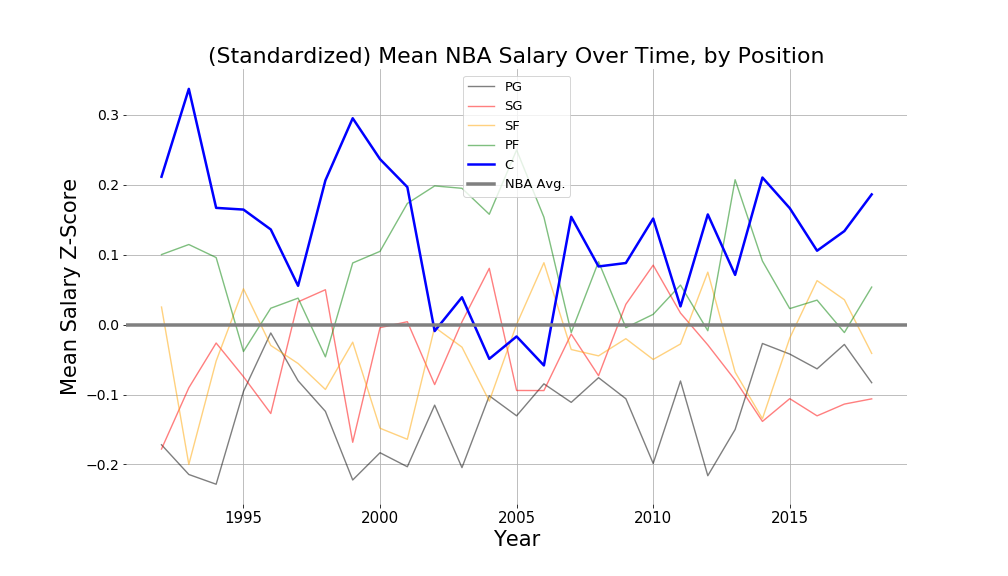 (Standardized) Mean NBA Salary Over Time, by Position
PG
SG
SF
PF
C
NBA Avg.
Mean Salary Z-Score
0.3
0.2
0.1
0.0
−0.1
−0.2
1995
2000
2005
2010
2015
Year